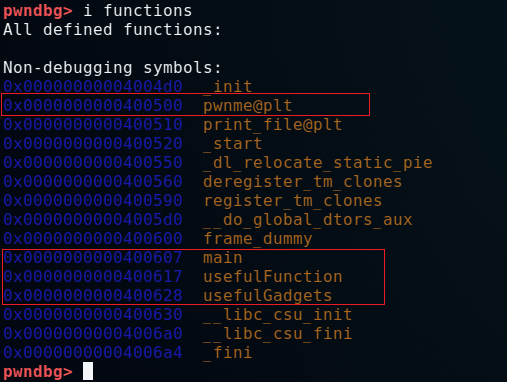 pwndbg> i functions
All defined functions:
Non-debugging symbols:
0x00000000004004d0 _init
0x0000000000400500 pwnme@plt
0x0000000000400510 print_file@plt
0x0000000000400520 _start
0x0000000000400550 _dl_relocate_static_pie
0x0000000000400560 deregister_tm_clones
0x0000000000400590 register_tm_clones
0x00000000004005d0 __do_global_dtors_aux
0x0000000000400600 frame_dummy
0x0000000000400607 main
0x0000000000400617 usefulFunction
0x0000000000400628 usefulGadgets
0x0000000000400630 __libc_csu_init
0x00000000004006a0 __libc_csu_fini
0x00000000004006a4 _fini
pwndbg>